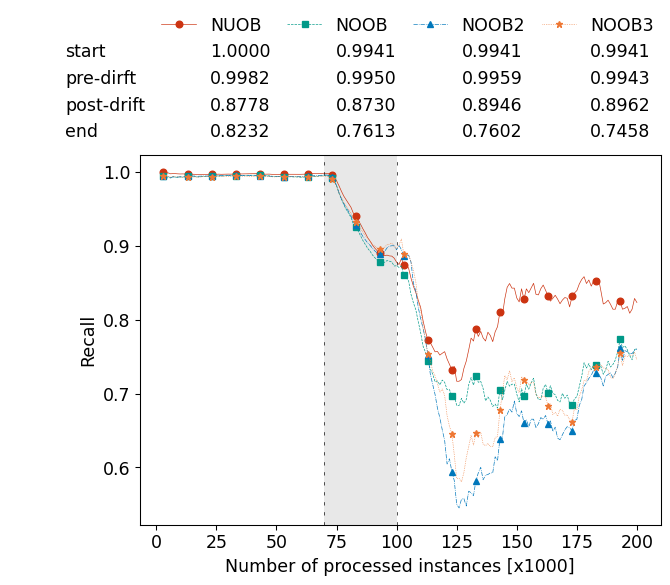 NUOB NOOB NOOB2 NOOB3
start 1.0000 0.9941 0.9941 0.9941
pre-dirft 0.9982 0.9950 0.9959 0.9943
post-drift 0.8778 0.8730 0.8946 0.8962
end 0.8232 0.7613 0.7602 0.7458
1.0
0.9
0.8
0.7
0.6
Recall
0 25 50 75 100 125 150 175 200
Number of processed instances [x1000]